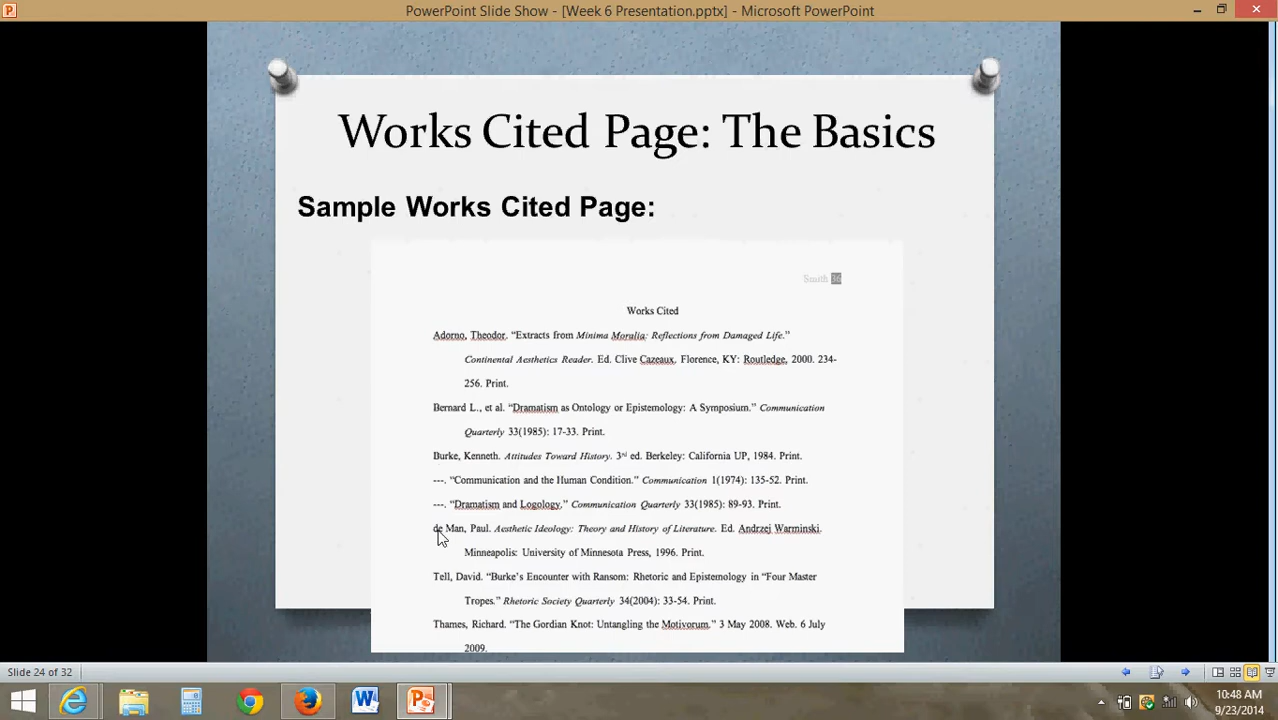 PowerPoint Slide Show - [Week 6 Presentation.pptx] - Microsoft PowerPoint
Works Cited Page: The Basics
Sample Works Cited Page:
Smith 36
Works Cited
Adorno, Theodor. “Extracts from Minima Moralia: Reflections from Damaged Life.”
Continental Aesthetics Reader. Ed. Clive Cazeaux. Florence, KY: Routledge, 2000. 234-
256. Print.
Bernard L., et al. “Dramatism as Ontology or Epistemology: A Symposium.” Communication
Quarterly 33(1985): 17-33. Print.
Burke, Kenneth. Attitudes Toward History. 3rd ed. Berkeley: California UP, 1984. Print.
---. “Communication and the Human Condition.” Communication 1(1974): 135-52. Print.
---. “Dramatism and Logology.” Communication Quarterly 33(1985): 89-93. Print.
de Man, Paul. Aesthetic Ideology: Theory and History of Literature. Ed. Andrzej Warminski.
Minneapolis: University of Minnesota Press, 1996. Print.
Tell, David. “Burke’s Encounter with Ransom: Rhetoric and Epistemology in “Four Master
Tropes.” Rhetoric Society Quarterly 34(2004): 33-54. Print.
Thames, Richard. “The Gordian Knot: Untangling the Motivorum.” 3 May 2008. Web. 6 July
2009.
Slide 24 of 32
10:48 AM
9/23/2014